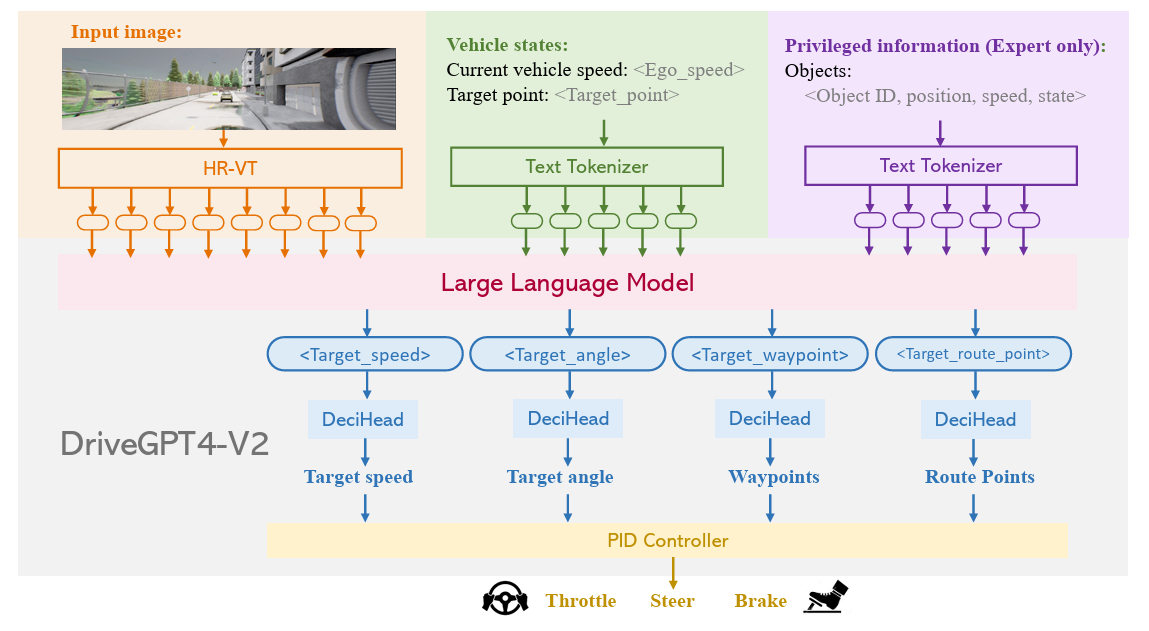 Input image:
HR-VT
Vehicle states:
Current vehicle speed: <Ego_speed>
Target point: <Target_point>
Text Tokenizer
Privileged information (Expert only):
Objects:
<Object ID, position, speed, state>
Text Tokenizer
Large Language Model
<Target_speed> <Target_angle> <Target_waypoint> <Target_route_point>
DeciHead DeciHead DeciHead DeciHead
DriveGPT4-V2
Target speed Target angle Waypoints Route Points
PID Controller
Throttle Steer Brake